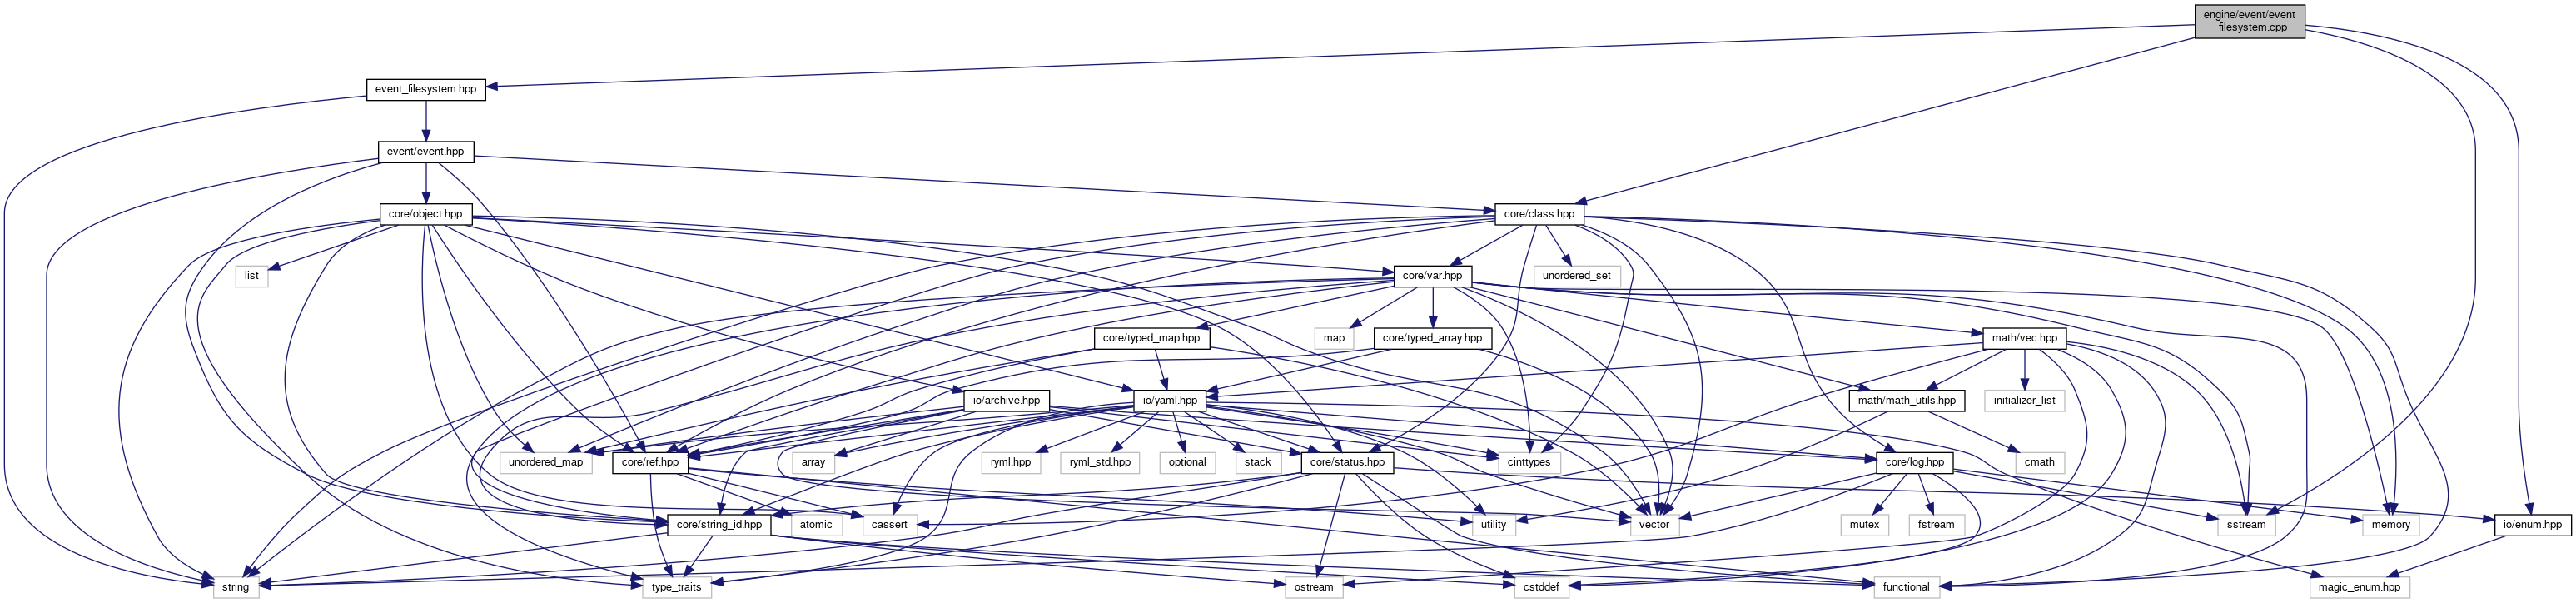 engine/event/event
_filesystem.cpp
event_filesystem.hpp
event/event.hpp
core/object.hpp
core/class.hpp
list
core/var.hpp
unordered_set
core/typed_map.hpp
map
core/typed_array.hpp
math/vec.hpp
io/archive.hpp
io/yaml.hpp
math/math_utils.hpp
initializer_list
unordered_map
core/ref.hpp
array
ryml.hpp
ryml_std.hpp
optional
stack
core/status.hpp
cinttypes
core/log.hpp
cmath
core/string_id.hpp
atomic
cassert
utility
vector
mutex
fstream
sstream
memory
io/enum.hpp
string
type_traits
ostream
cstddef
functional
magic_enum.hpp